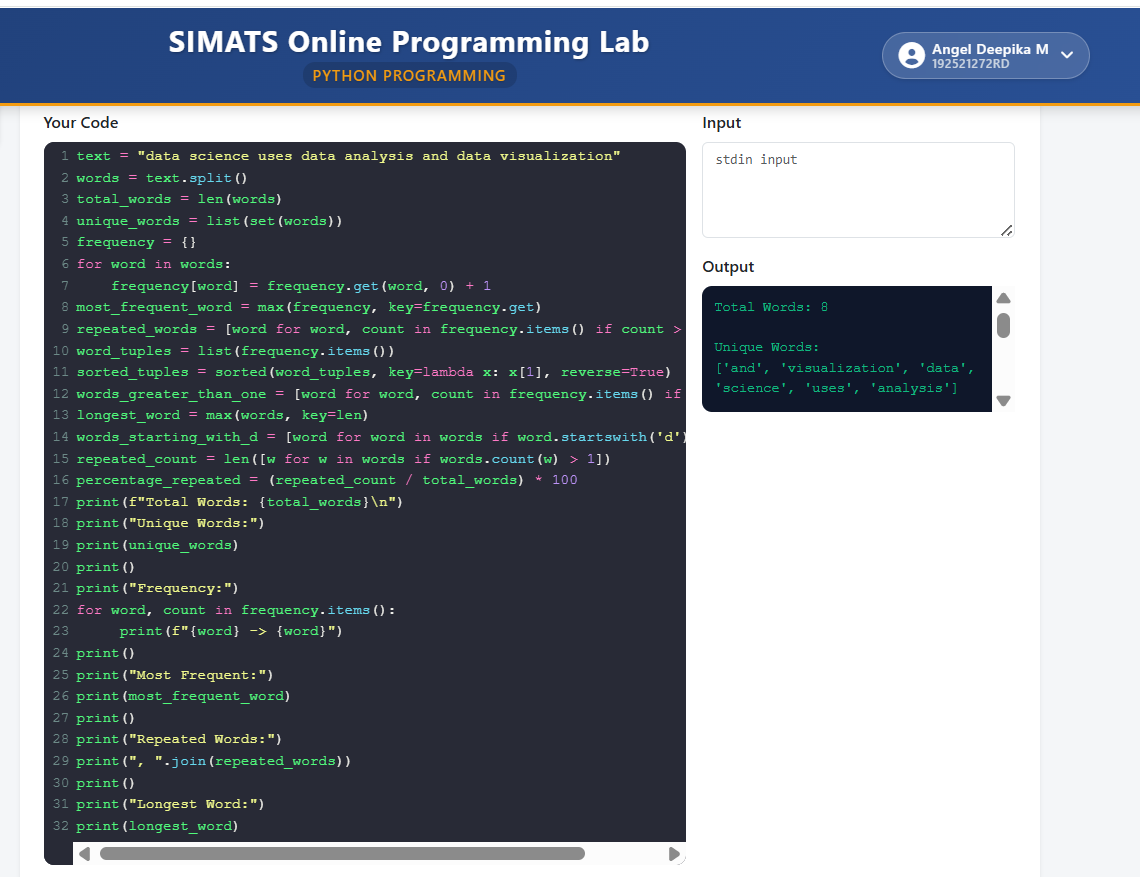 SIMATS Online Programming Lab
PYTHON PROGRAMMING
Angel Deepika M
192521272RD
Your Code
1 text = "data science uses data analysis and data visualization"
2 words = text.split()
3 total_words = len(words)
4 unique_words = list(set(words))
5 frequency = {}
6 for word in words:
7     frequency[word] = frequency.get(word, 0) + 1
8 most_frequent_word = max(frequency, key=frequency.get)
9 repeated_words = [word for word, count in frequency.items() if count >
10 word_tuples = list(frequency.items())
11 sorted_tuples = sorted(word_tuples, key=lambda x: x[1], reverse=True)
12 words_greater_than_one = [word for word, count in frequency.items() if
13 longest_word = max(words, key=len)
14 words_starting_with_d = [word for word in words if word.startswith('d')
15 repeated_count = len([w for w in words if words.count(w) > 1])
16 percentage_repeated = (repeated_count / total_words) * 100
17 print(f"Total Words: {total_words}\n")
18 print("Unique Words:")
19 print(unique_words)
20 print()
21 print("Frequency:")
22 for word, count in frequency.items():
23      print(f"{word} -> {word}")
24 print()
25 print("Most Frequent:")
26 print(most_frequent_word)
27 print()
28 print("Repeated Words:")
29 print(", ".join(repeated_words))
30 print()
31 print("Longest Word:")
32 print(longest_word)
Input
stdin input
Output
Total Words: 8
Unique Words:
['and', 'visualization', 'data',
'science', 'uses', 'analysis']